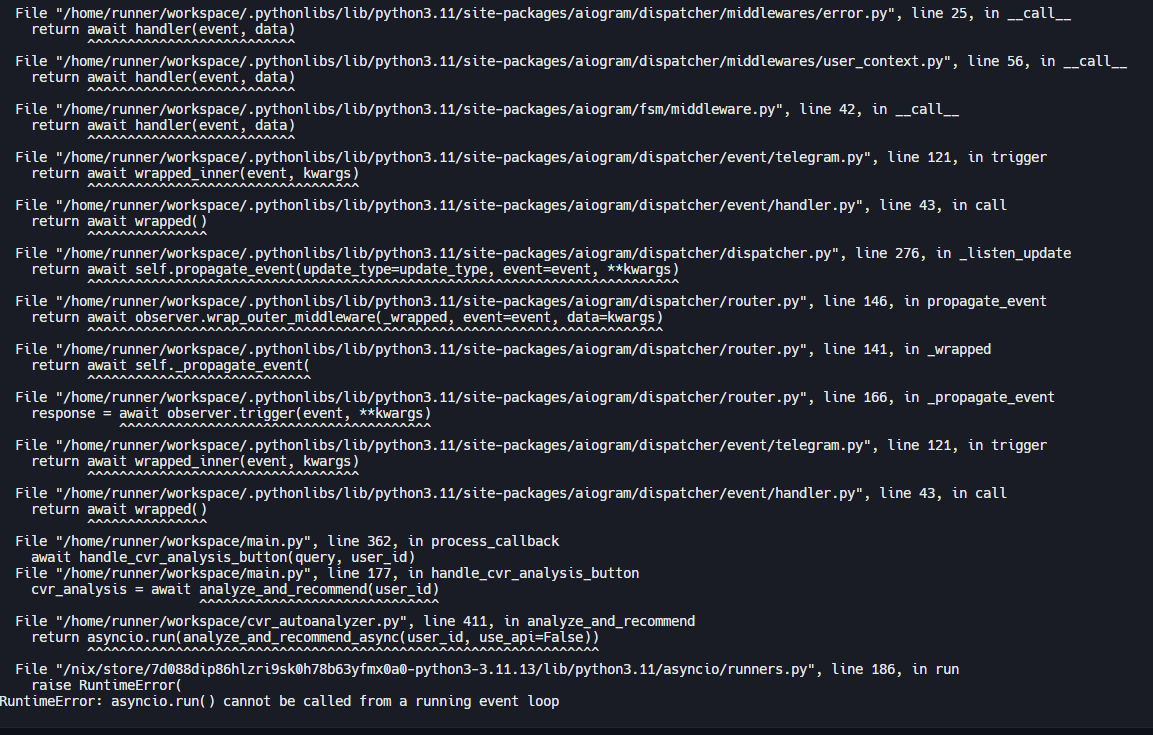 File "/home/runner/workspace/.pythonlibs/lib/python3.11/site-packages/aiogram/dispatcher/middlewares/error.py", line 25, in __call__
return await handler(event, data)
^^^^^^^^^^^^^^^^^^^^^^^^^^
File "/home/runner/workspace/.pythonlibs/lib/python3.11/site-packages/aiogram/dispatcher/middlewares/user_context.py", line 56, in __call__
return await handler(event, data)
^^^^^^^^^^^^^^^^^^^^^^^^^^
File "/home/runner/workspace/.pythonlibs/lib/python3.11/site-packages/aiogram/fsm/middleware.py", line 42, in __call__
return await handler(event, data)
^^^^^^^^^^^^^^^^^^^^^^^^^^
File "/home/runner/workspace/.pythonlibs/lib/python3.11/site-packages/aiogram/dispatcher/event/telegram.py", line 121, in trigger
return await wrapped_inner(event, kwargs)
^^^^^^^^^^^^^^^^^^^^^^^^^^^^^^^^^^
File "/home/runner/workspace/.pythonlibs/lib/python3.11/site-packages/aiogram/dispatcher/event/handler.py", line 43, in call
return await wrapped()
^^^^^^^^^^^^^^^
File "/home/runner/workspace/.pythonlibs/lib/python3.11/site-packages/aiogram/dispatcher/dispatcher.py", line 276, in _listen_update
return await self.propagate_event(update_type=update_type, event=event, **kwargs)
^^^^^^^^^^^^^^^^^^^^^^^^^^^^^^^^^^^^^^^^^^^^^^^^^^^^^^^^^^^^^^^^^^^^^^^^^^
File "/home/runner/workspace/.pythonlibs/lib/python3.11/site-packages/aiogram/dispatcher/router.py", line 146, in propagate_event
return await observer.wrap_outer_middleware(_wrapped, event=event, data=kwargs)
^^^^^^^^^^^^^^^^^^^^^^^^^^^^^^^^^^^^^^^^^^^^^^^^^^^^^^^^^^^^^^^^^^^^^^^^
File "/home/runner/workspace/.pythonlibs/lib/python3.11/site-packages/aiogram/dispatcher/router.py", line 141, in _wrapped
return await self._propagate_event(
^^^^^^^^^^^^^^^^^^^^^^^^^^^^
File "/home/runner/workspace/.pythonlibs/lib/python3.11/site-packages/aiogram/dispatcher/router.py", line 166, in _propagate_event
response = await observer.trigger(event, **kwargs)
^^^^^^^^^^^^^^^^^^^^^^^^^^^^^^^^^^^^^^^
File "/home/runner/workspace/.pythonlibs/lib/python3.11/site-packages/aiogram/dispatcher/event/telegram.py", line 121, in trigger
return await wrapped_inner(event, kwargs)
^^^^^^^^^^^^^^^^^^^^^^^^^^^^^^^^^^
File "/home/runner/workspace/.pythonlibs/lib/python3.11/site-packages/aiogram/dispatcher/event/handler.py", line 43, in call
return await wrapped()
^^^^^^^^^^^^^^^
File "/home/runner/workspace/main.py", line 362, in process_callback
await handle_cvr_analysis_button(query, user_id)
File "/home/runner/workspace/main.py", line 177, in handle_cvr_analysis_button
cvr_analysis = await analyze_and_recommend(user_id)
^^^^^^^^^^^^^^^^^^^^^^^^^^^^^^
File "/home/runner/workspace/cvr_autoanalyzer.py", line 411, in analyze_and_recommend
return asyncio.run(analyze_and_recommend_async(user_id, use_api=False))
^^^^^^^^^^^^^^^^^^^^^^^^^^^^^^^^^^^^^^^^^^^^^^^^^^^^^^^^^^^^^^^^
File "/nix/store/7d088dip86hlzri9sk0h78b63yfmx0a0-python3-3.11.13/lib/python3.11/asyncio/runners.py", line 186, in run
raise RuntimeError(
RuntimeError: asyncio.run() cannot be called from a running event loop